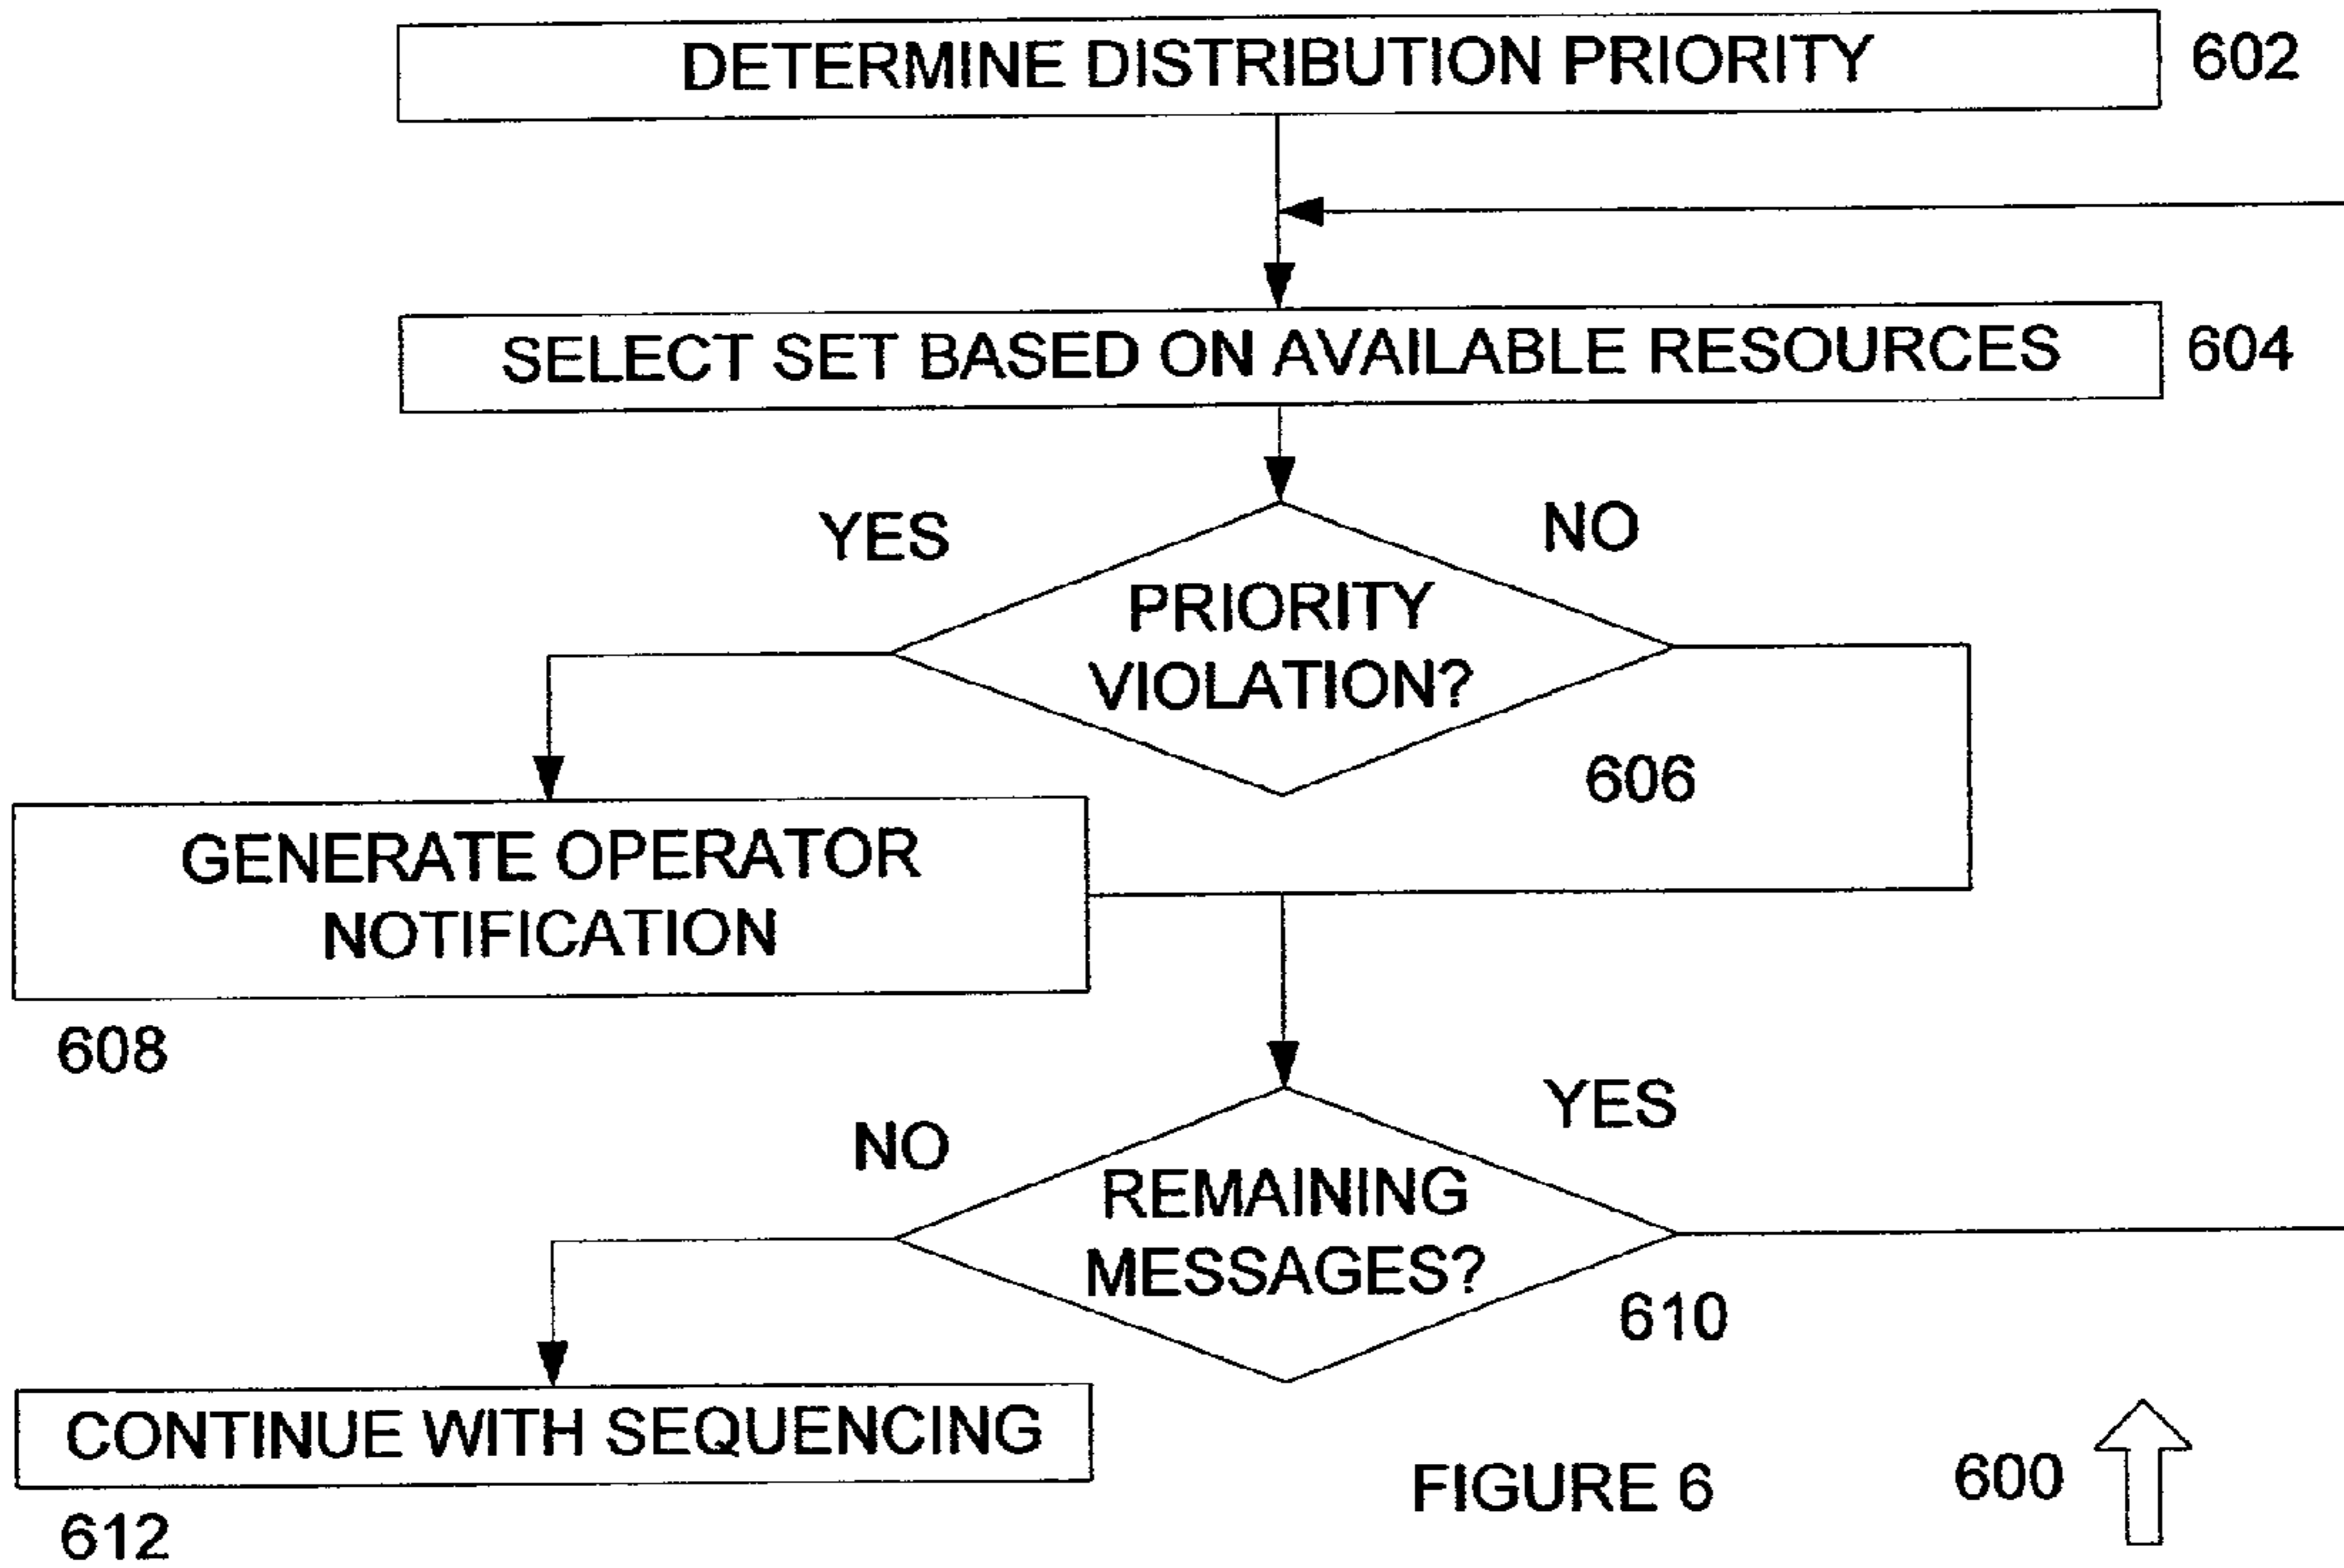 DETERMINE DISTRIBUTION PRIORITY
602
SELECT SET BASED ON AVAILABLE RESOURCES
604
YES
NO
PRIORITY
VIOLATION?
606
GENERATE OPERATOR
NOTIFICATION
608
YES
NO
REMAINING
MESSAGES?
610
CONTINUE WITH SEQUENCING
612
FIGURE 6
600